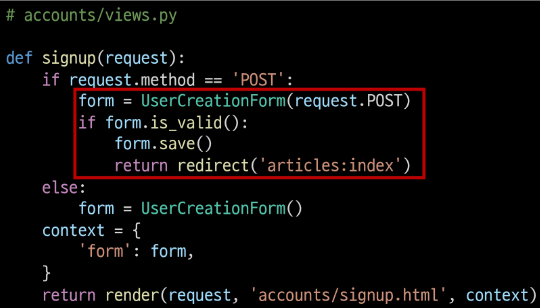 # accounts/views.py
def signup(request):
    if request.method == 'POST':
        form = UserCreationForm(request.POST)
        if form.is_valid():
            form.save()
            return redirect('articles:index')
    else:
        form = UserCreationForm()
    context = {
        'form': form,
    }
    return render(request, 'accounts/signup.html', context)